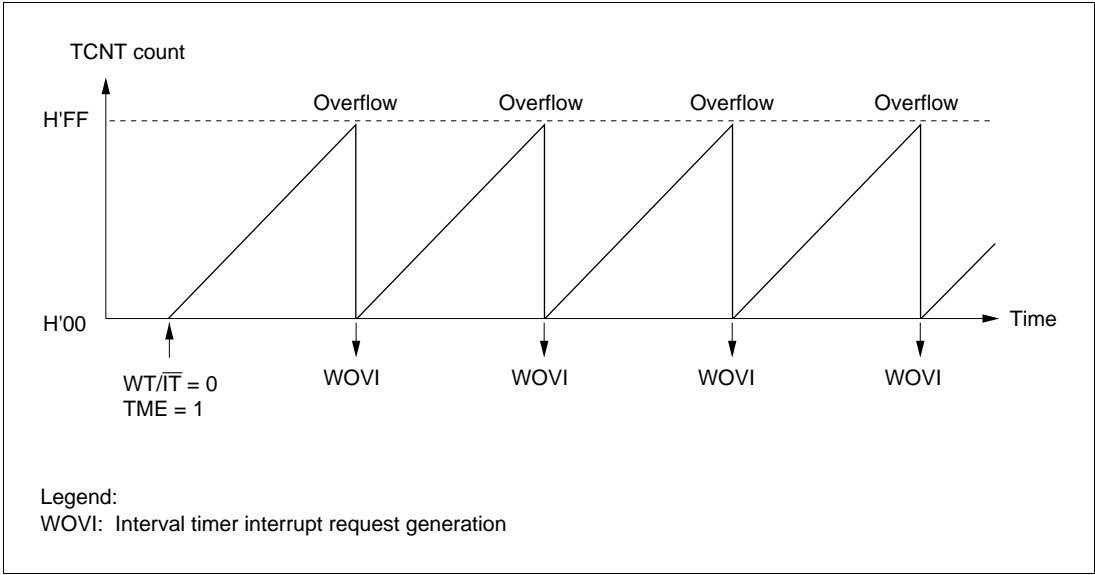 TCNT count
Overflow Overflow Overflow Overflow
H'FF
H'00
Time
WT/I̅T̅ = 0
TME = 1
WOVI WOVI WOVI WOVI
Legend:
WOVI: Interval timer interrupt request generation